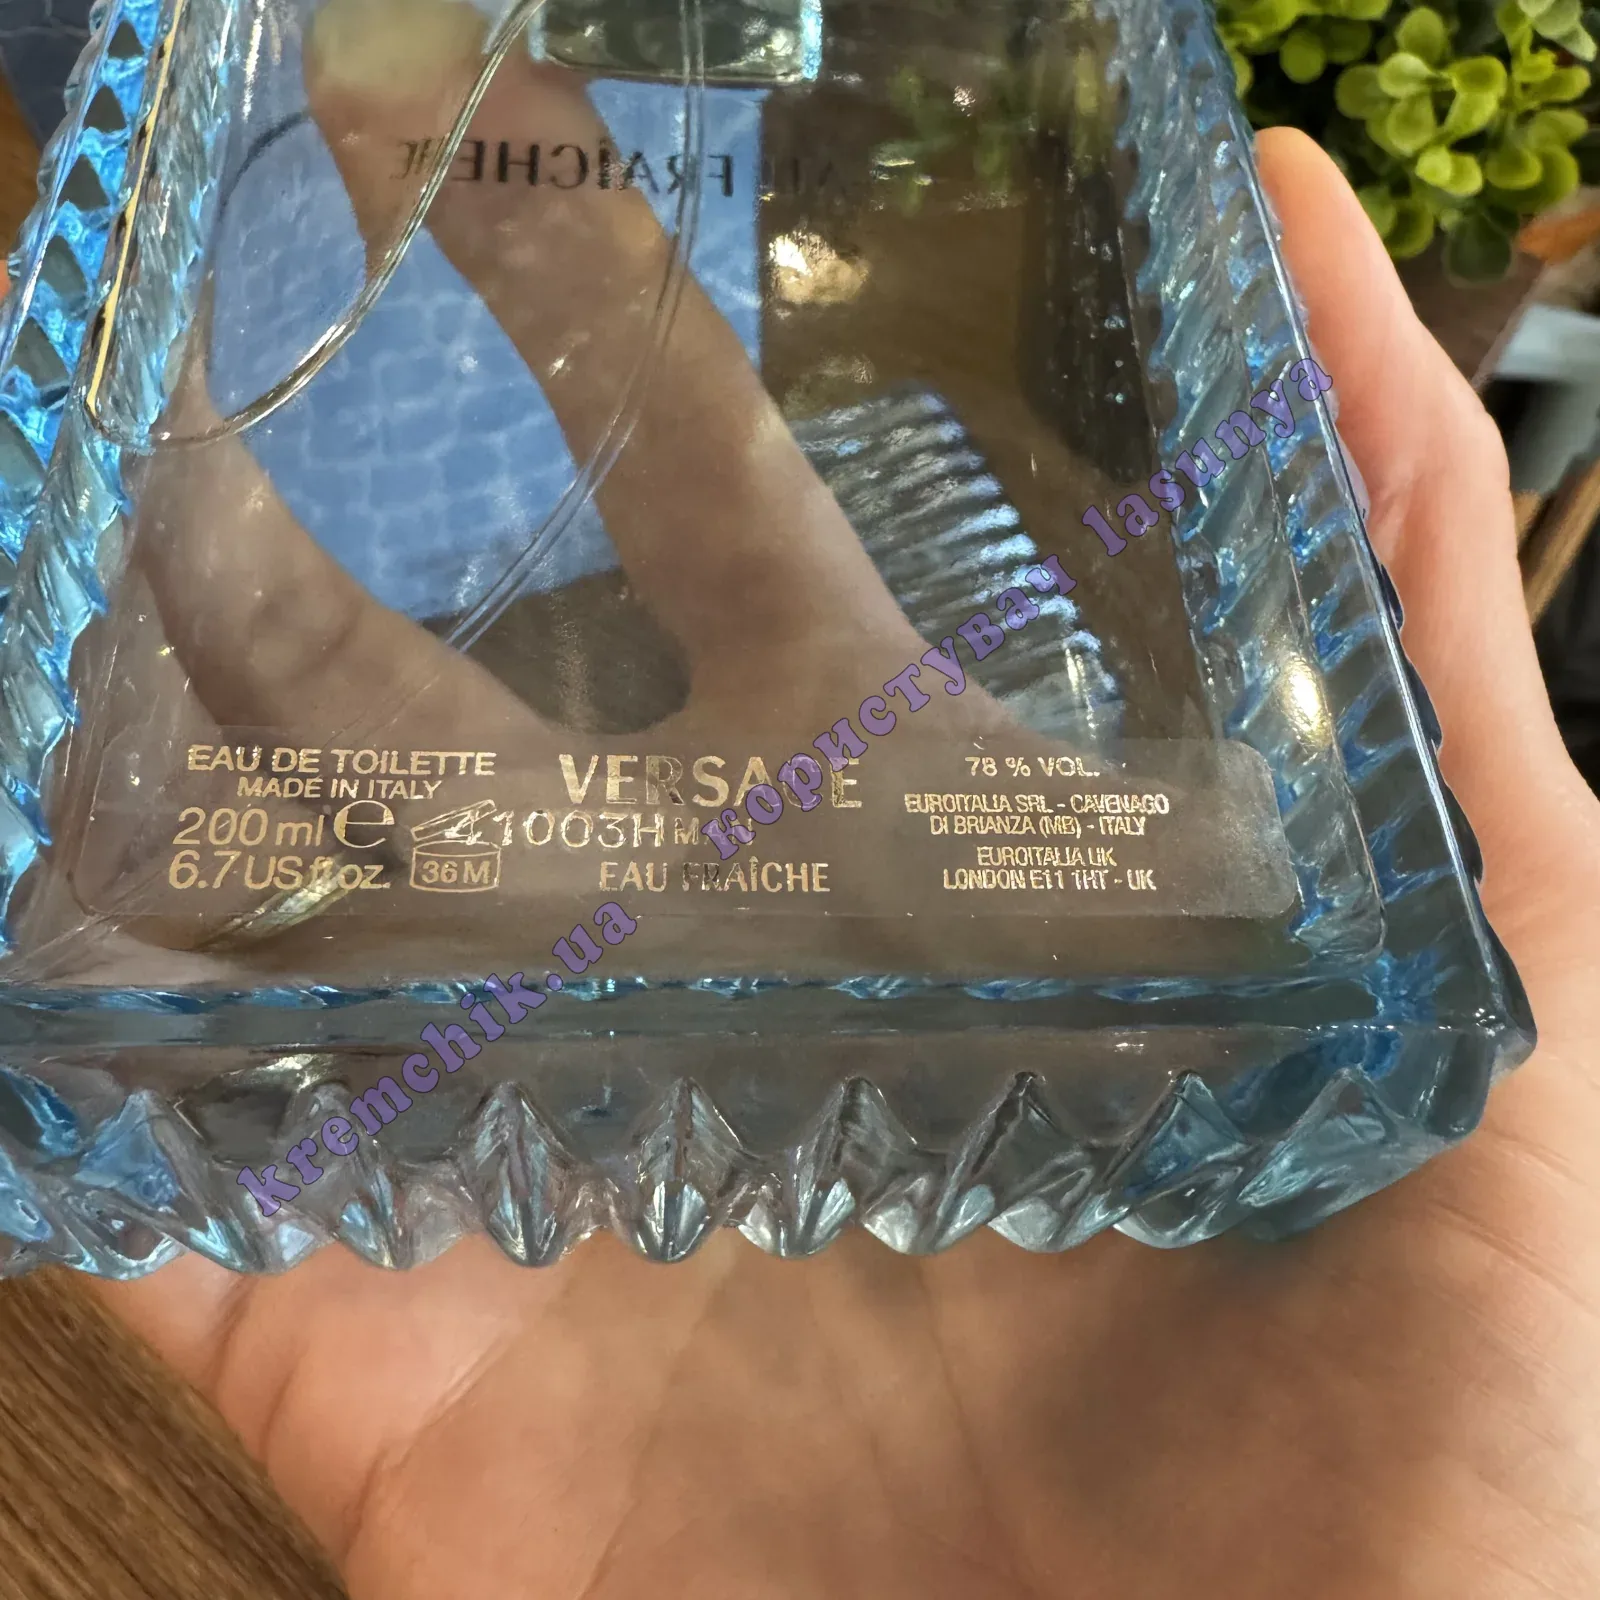 EAU FRAÎCHE
EAU DE TOILETTE
MADE IN ITALY
200 ml e
6.7 US fl. oz.
36 M
41003H
VERSACE
MAN
EAU FRAÎCHE
78 % VOL.
EUROITALIA SRL - CAVENAGO
DI BRIANZA (MB) - ITALY
EUROITALIA UK
LONDON E11 1HT - UK
kremchik.ua користувач lasunya